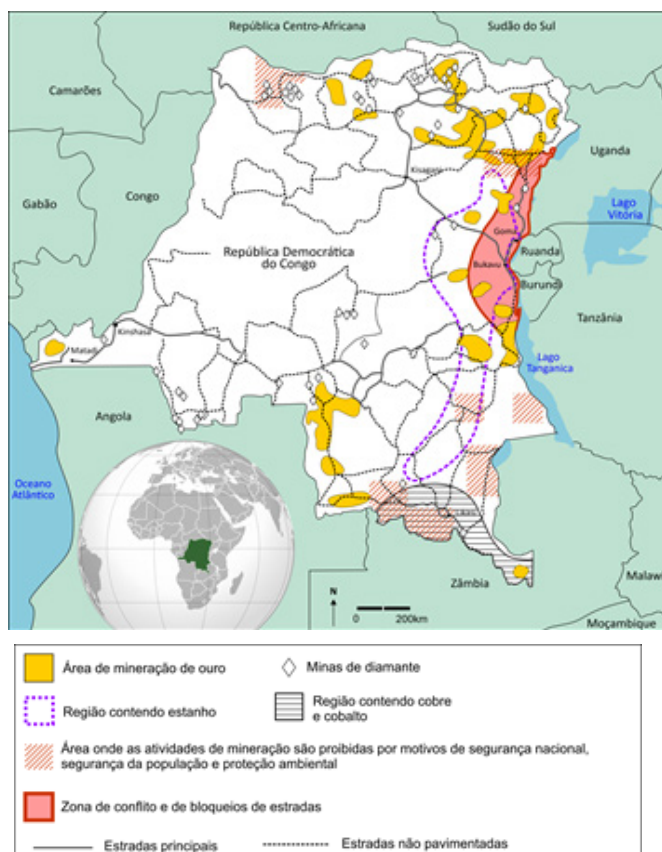 República Centro-Africana
Sudão do Sul
Camarões
Uganda
Kisagani
Gabão
Congo
Lago
Vitória
Goma
Ruanda
República Democrática
do Congo
Bukavu
Burundi
Tanzânia
Kinshasa
Matadi
Lago
Tanganica
Angola
Oceano
Atlântico
N
Zâmbia
Malawi
0 200km
Moçambique
Área de mineração de ouro
Minas de diamante
Região contendo estanho
Região contendo cobre
e cobalto
Área onde as atividades de mineração são proibidas por motivos de segurança nacional,
segurança da população e proteção ambiental
Zona de conflito e de bloqueios de estradas
Estradas principais
Estradas não pavimentadas